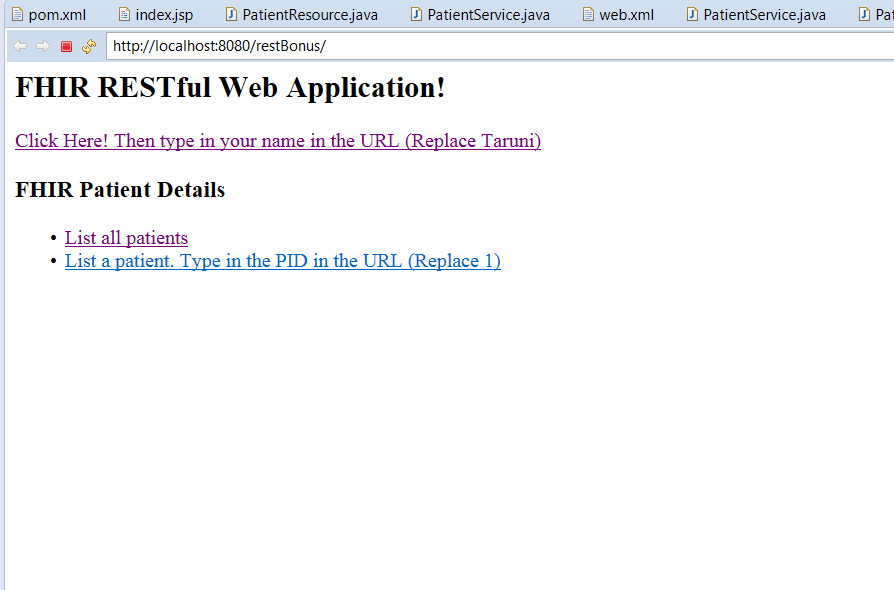 pom.xml index.jsp PatientResource.java PatientService.java web.xml PatientService.java
http://localhost:8080/restBonus/
FHIR RESTful Web Application!
Click Here! Then type in your name in the URL (Replace Taruni)
FHIR Patient Details
• List all patients
• List a patient. Type in the PID in the URL (Replace 1)